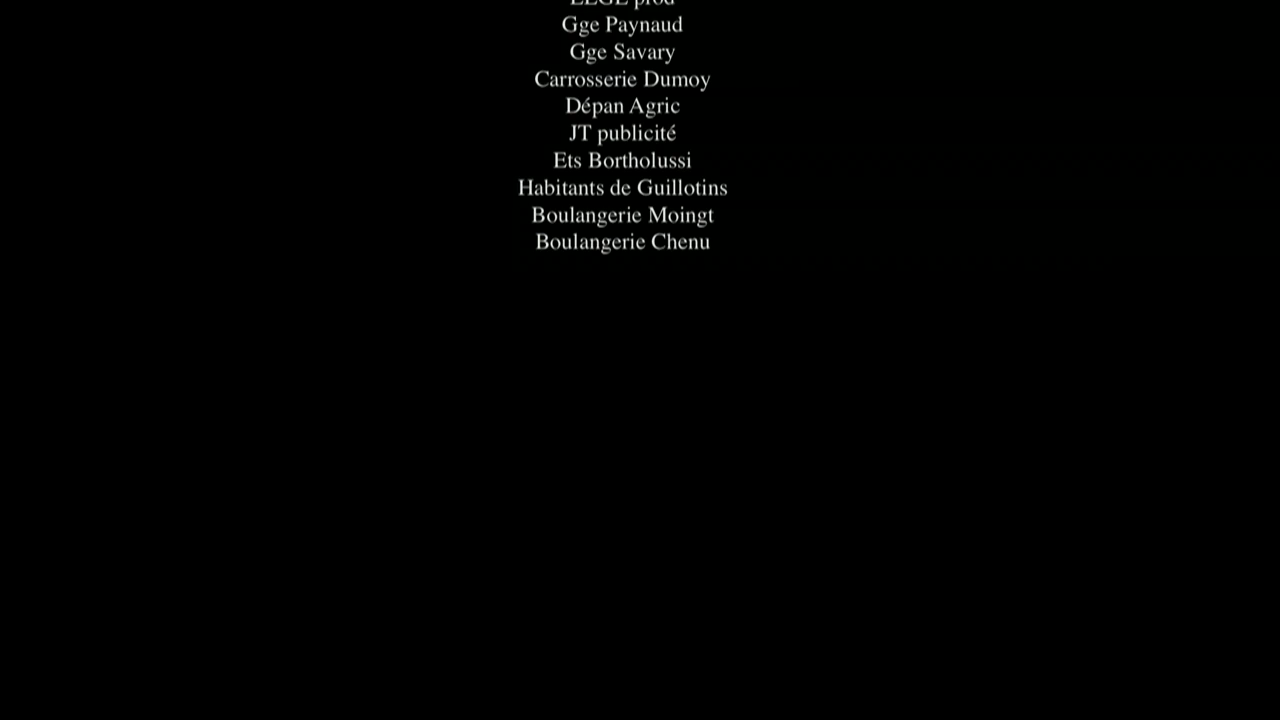 prod
Gge Paynaud
Gge Savary
Carrosserie Dumoy
Dépan Agric
JT publicité
Ets Bortholussi
Habitants de Guillotins
Boulangerie Moingt
Boulangerie Chenu